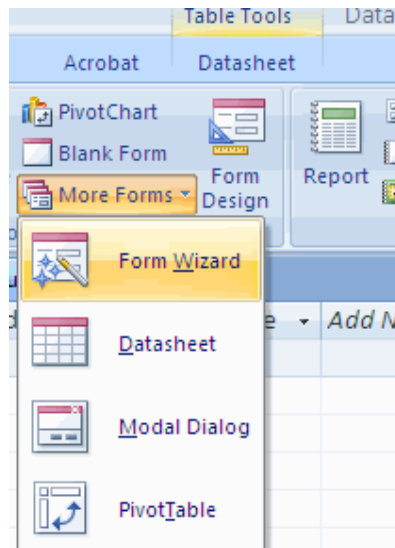 Table Tools Data
Acrobat Datasheet
PivotChart
Blank Form
More Forms
Form
Design
Report
Form Wizard
Add N
Datasheet
Modal Dialog
PivotTable